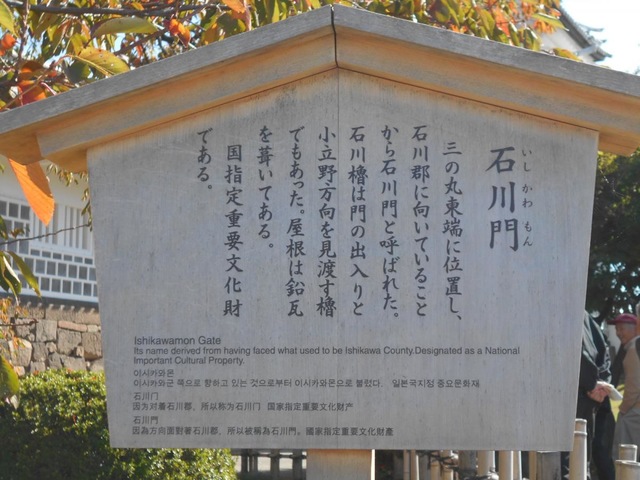 石川門
いしかわもん
三の丸東端に位置し、
石川郡に向いていること
から石川門と呼ばれた。
石川櫓は門の出入りと
小立野方向を見渡す櫓
でもあった。屋根は鉛瓦
を葺いてある。
国指定重要文化財
である。
Ishikawamon Gate
Its name derived from having faced what used to be Ishikawa County.Designated as a National
Important Cultural Property.
이시카와몬
이시카와군 쪽으로 향하고 있는 것으로부터 이시카와몬으로 불렸다. 일본국지정 중요문화재
石川门
因为对着石川郡，所以称为石川门 国家指定重要文化财产
石川門
因為方向面對著石川郡，所以被稱為石川門。國家指定重要文化財產